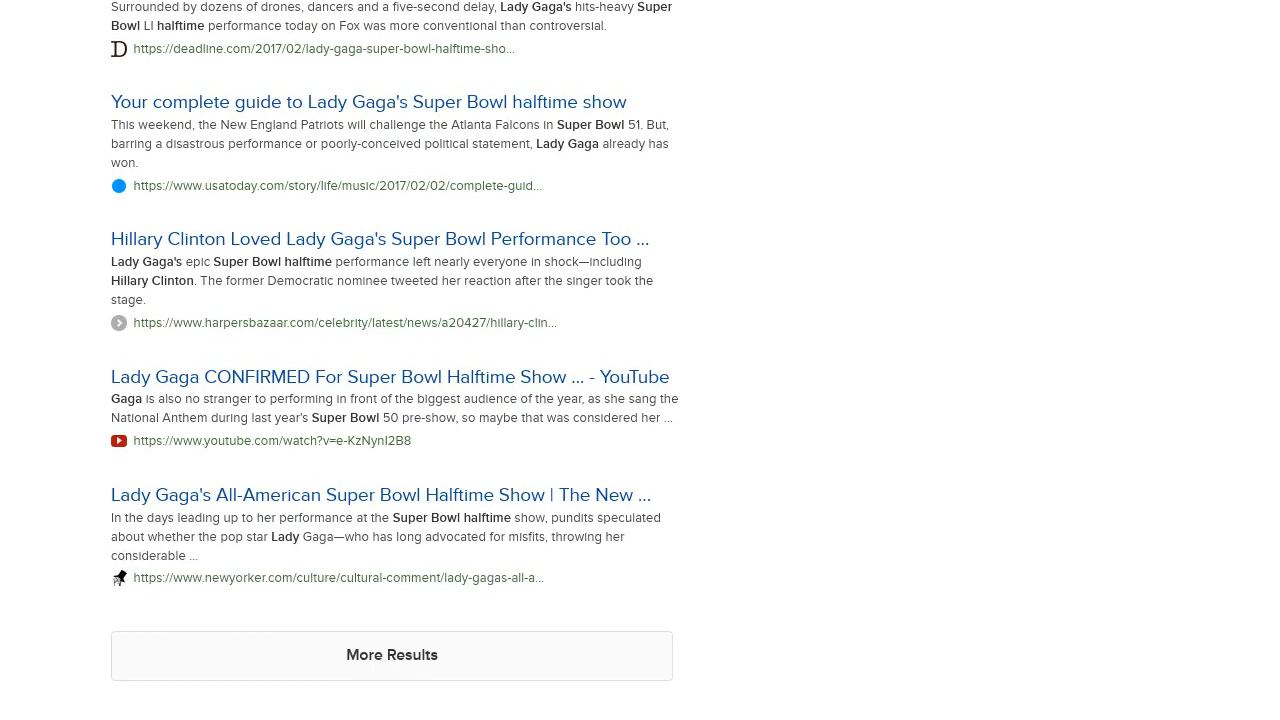 Surrounded by dozens of drones, dancers and a five-second delay, Lady Gaga's hits-heavy Super
Bowl LI halftime performance today on Fox was more conventional than controversial.
https://deadline.com/2017/02/lady-gaga-super-bowl-halftime-sho...
Your complete guide to Lady Gaga's Super Bowl halftime show
This weekend, the New England Patriots will challenge the Atlanta Falcons in Super Bowl 51. But,
barring a disastrous performance or poorly-conceived political statement, Lady Gaga already has
won.
https://www.usatoday.com/story/life/music/2017/02/02/complete-guid...
Hillary Clinton Loved Lady Gaga's Super Bowl Performance Too ...
Lady Gaga's epic Super Bowl halftime performance left nearly everyone in shock—including
Hillary Clinton. The former Democratic nominee tweeted her reaction after the singer took the
stage.
https://www.harpersbazaar.com/celebrity/latest/news/a20427/hillary-clin...
Lady Gaga CONFIRMED For Super Bowl Halftime Show ... - YouTube
Gaga is also no stranger to performing in front of the biggest audience of the year, as she sang the
National Anthem during last year's Super Bowl 50 pre-show, so maybe that was considered her ...
https://www.youtube.com/watch?v=e-KzNynI2B8
Lady Gaga's All-American Super Bowl Halftime Show | The New ...
In the days leading up to her performance at the Super Bowl halftime show, pundits speculated
about whether the pop star Lady Gaga—who has long advocated for misfits, throwing her
considerable ...
https://www.newyorker.com/culture/cultural-comment/lady-gagas-all-a...
More Results